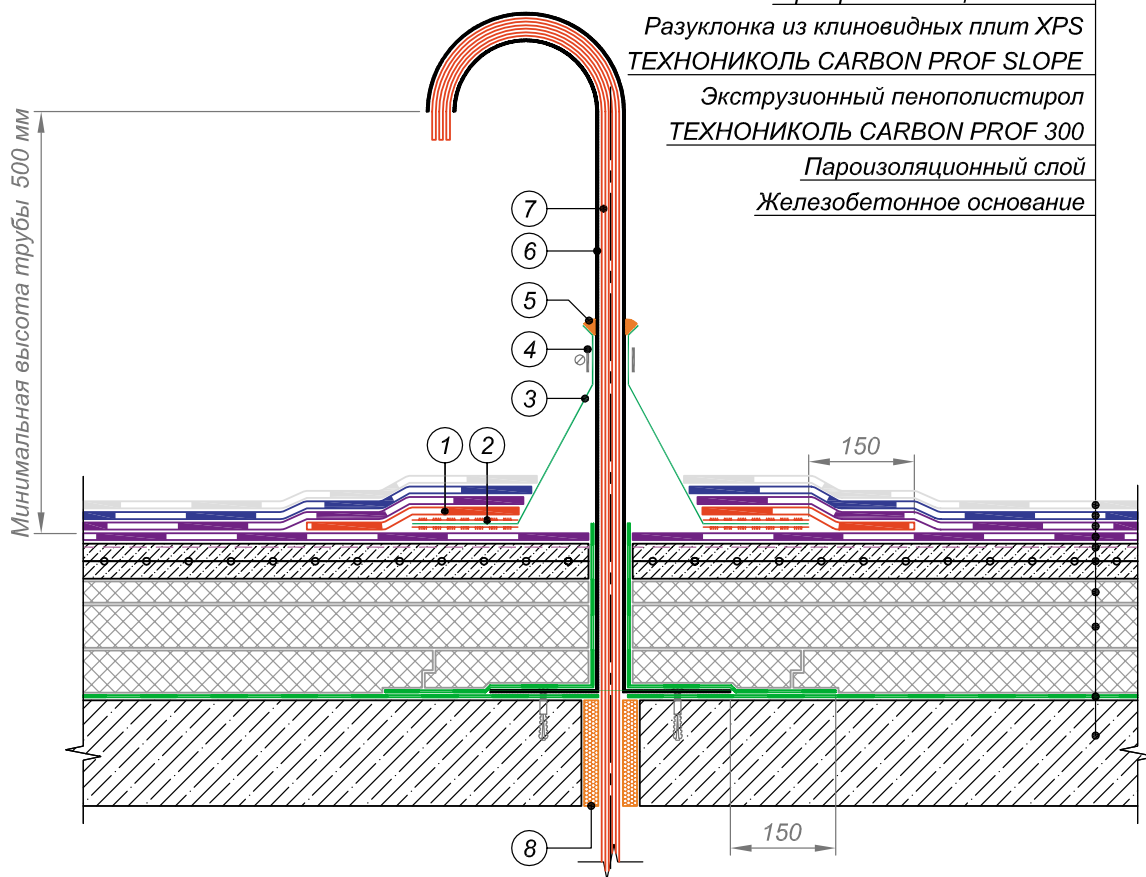 Разуклонка из клиновидных плит XPS
ТЕХНОНИКОЛЬ CARBON PROF SLOPE
Экструзионный пенополистирол
ТЕХНОНИКОЛЬ CARBON PROF 300
Пароизоляционный слой
Железобетонное основание
Минимальная высота трубы 500 мм
7
6
5
4
3
1
2
150
150
8